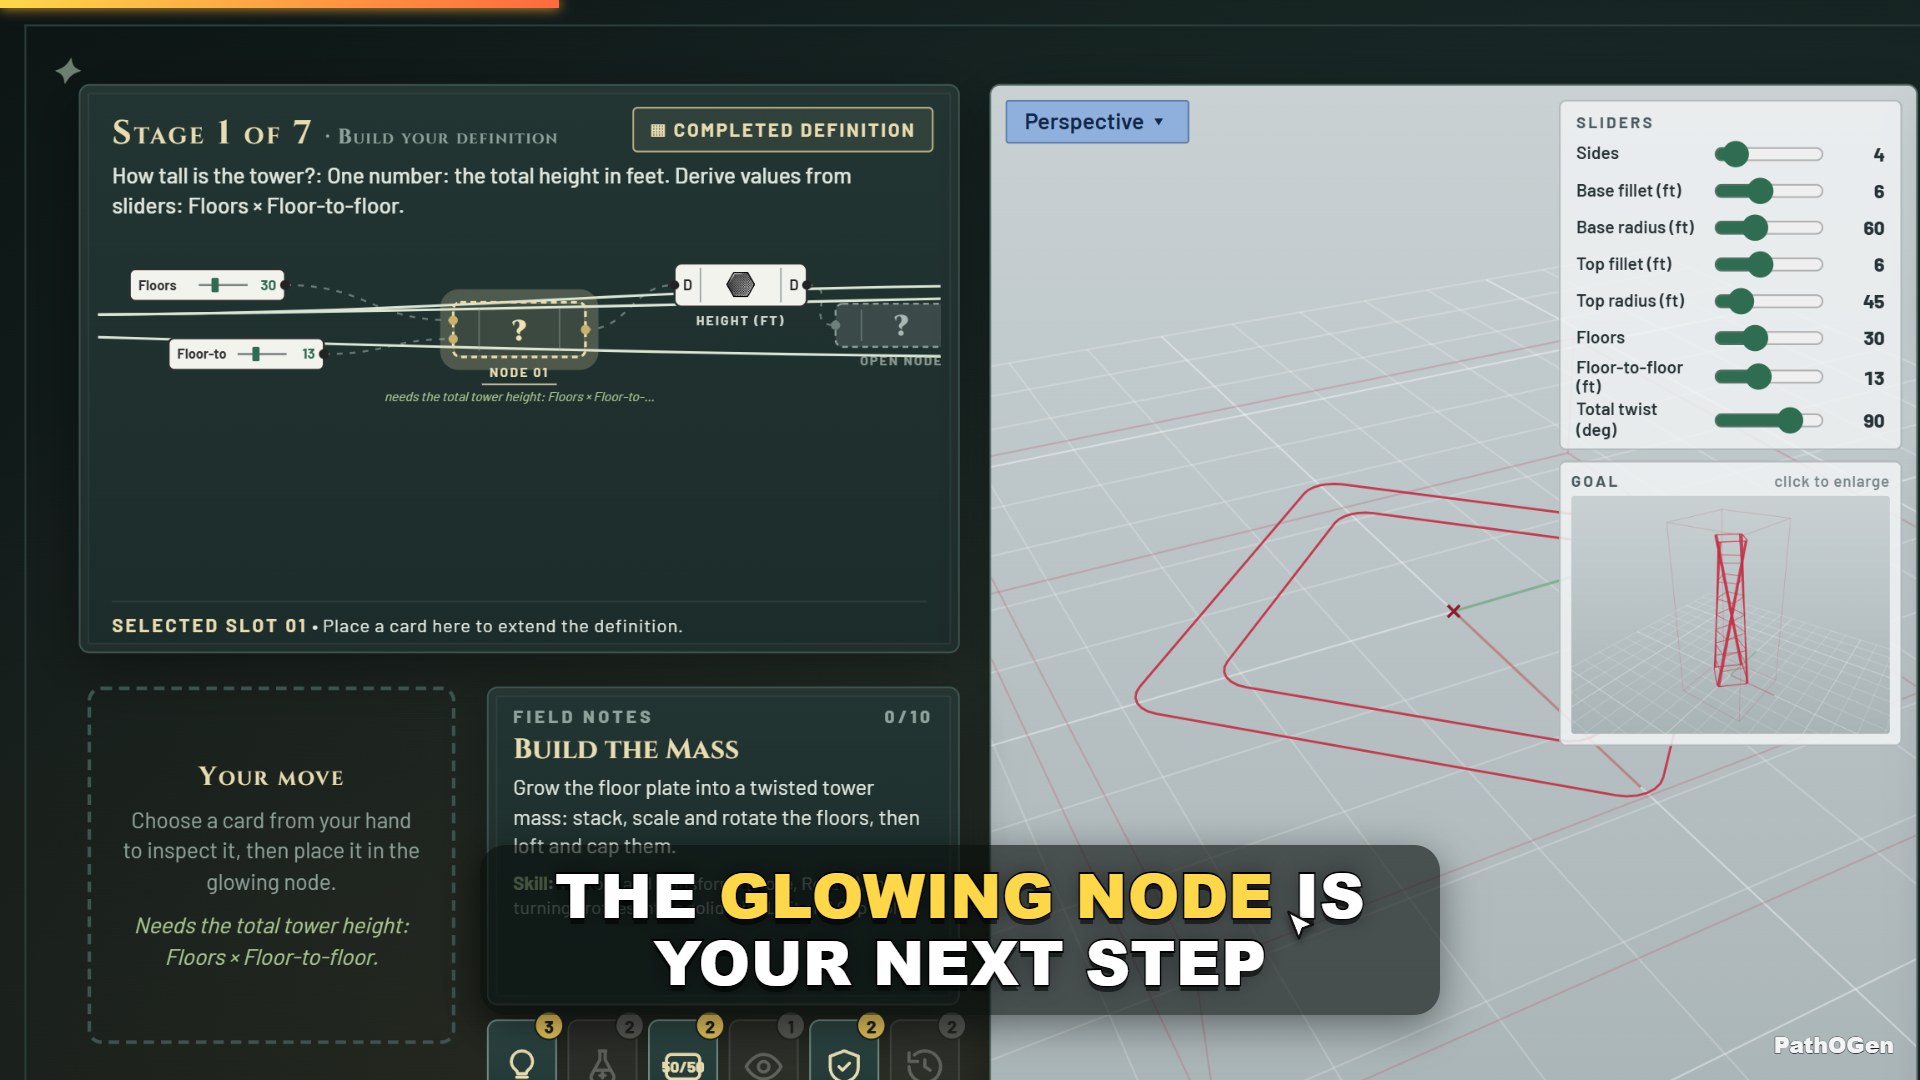 STAGE 1 OF 7 · BUILD YOUR DEFINITION
COMPLETED DEFINITION
How tall is the tower?: One number: the total height in feet. Derive values from
sliders: Floors × Floor-to-floor.
Floors 30
Floor-to 13
?
NODE 01
needs the total tower height: Floors × Floor-to-...
D D
HEIGHT (FT)
?
OPEN NODE
SELECTED SLOT 01 • Place a card here to extend the definition.
YOUR MOVE
Choose a card from your hand
to inspect it, then place it in the
glowing node.
Needs the total tower height:
Floors × Floor-to-floor.
FIELD NOTES 0/10
BUILD THE MASS
Grow the floor plate into a twisted tower
mass: stack, scale and rotate the floors, then
loft and cap them.
Skill:
3
2
2
1
2
2
50/50
Perspective
SLIDERS
Sides 4
Base fillet (ft) 6
Base radius (ft) 60
Top fillet (ft) 6
Top radius (ft) 45
Floors 30
Floor-to-floor
(ft) 13
Total twist
(deg) 90
GOAL click to enlarge
THE GLOWING NODE IS
YOUR NEXT STEP
PathOGen